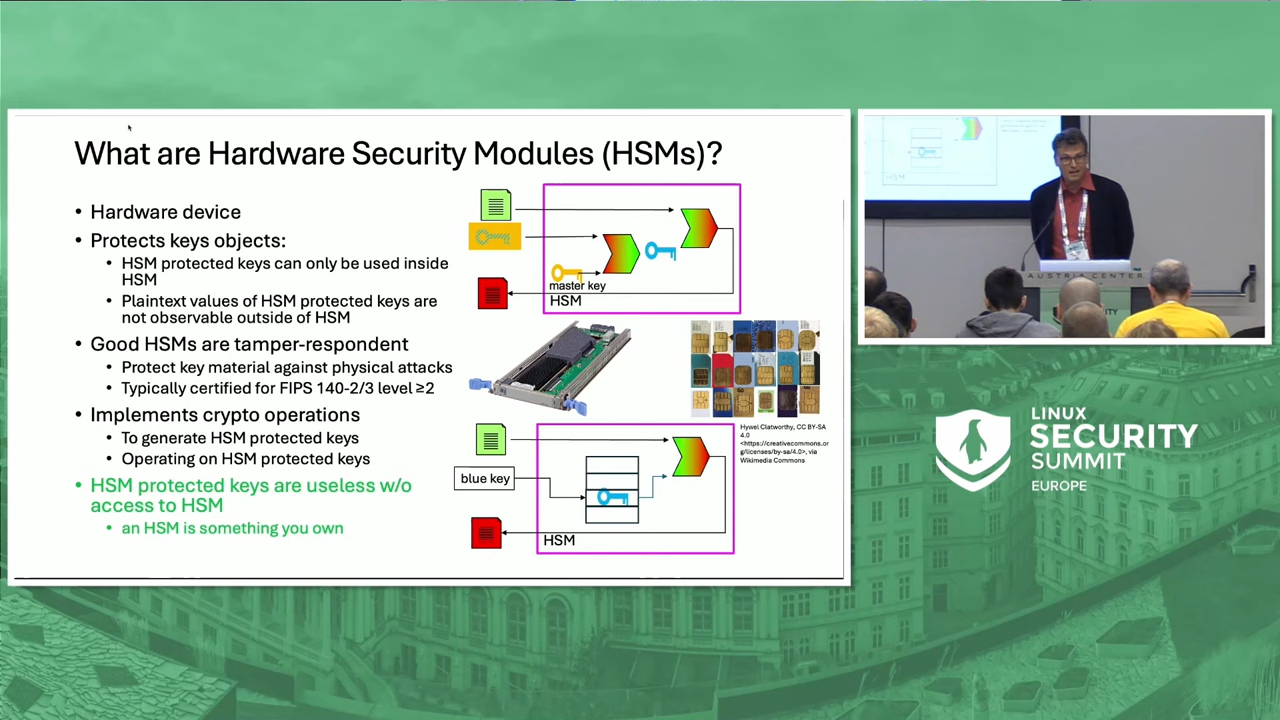 What are Hardware Security Modules (HSMs)?
• Hardware device
• Protects keys objects:
• HSM protected keys can only be used inside
HSM
• Plaintext values of HSM protected keys are
not observable outside of HSM
• Good HSMs are tamper-respondent
• Protect key material against physical attacks
• Typically certified for FIPS 140-2/3 level ≥2
• Implements crypto operations
• To generate HSM protected keys
• Operating on HSM protected keys
• HSM protected keys are useless w/o
access to HSM
• an HSM is something you own
master key
HSM
Hywel Clatworthy, CC BY-SA
4.0
<https://creativecommons.or
g/licenses/by-sa/4.0>, via
Wikimedia Commons
blue key
HSM
HSM
AUSTRIA CENTER
LINUX
SECURITY
SUMMIT
EUROPE